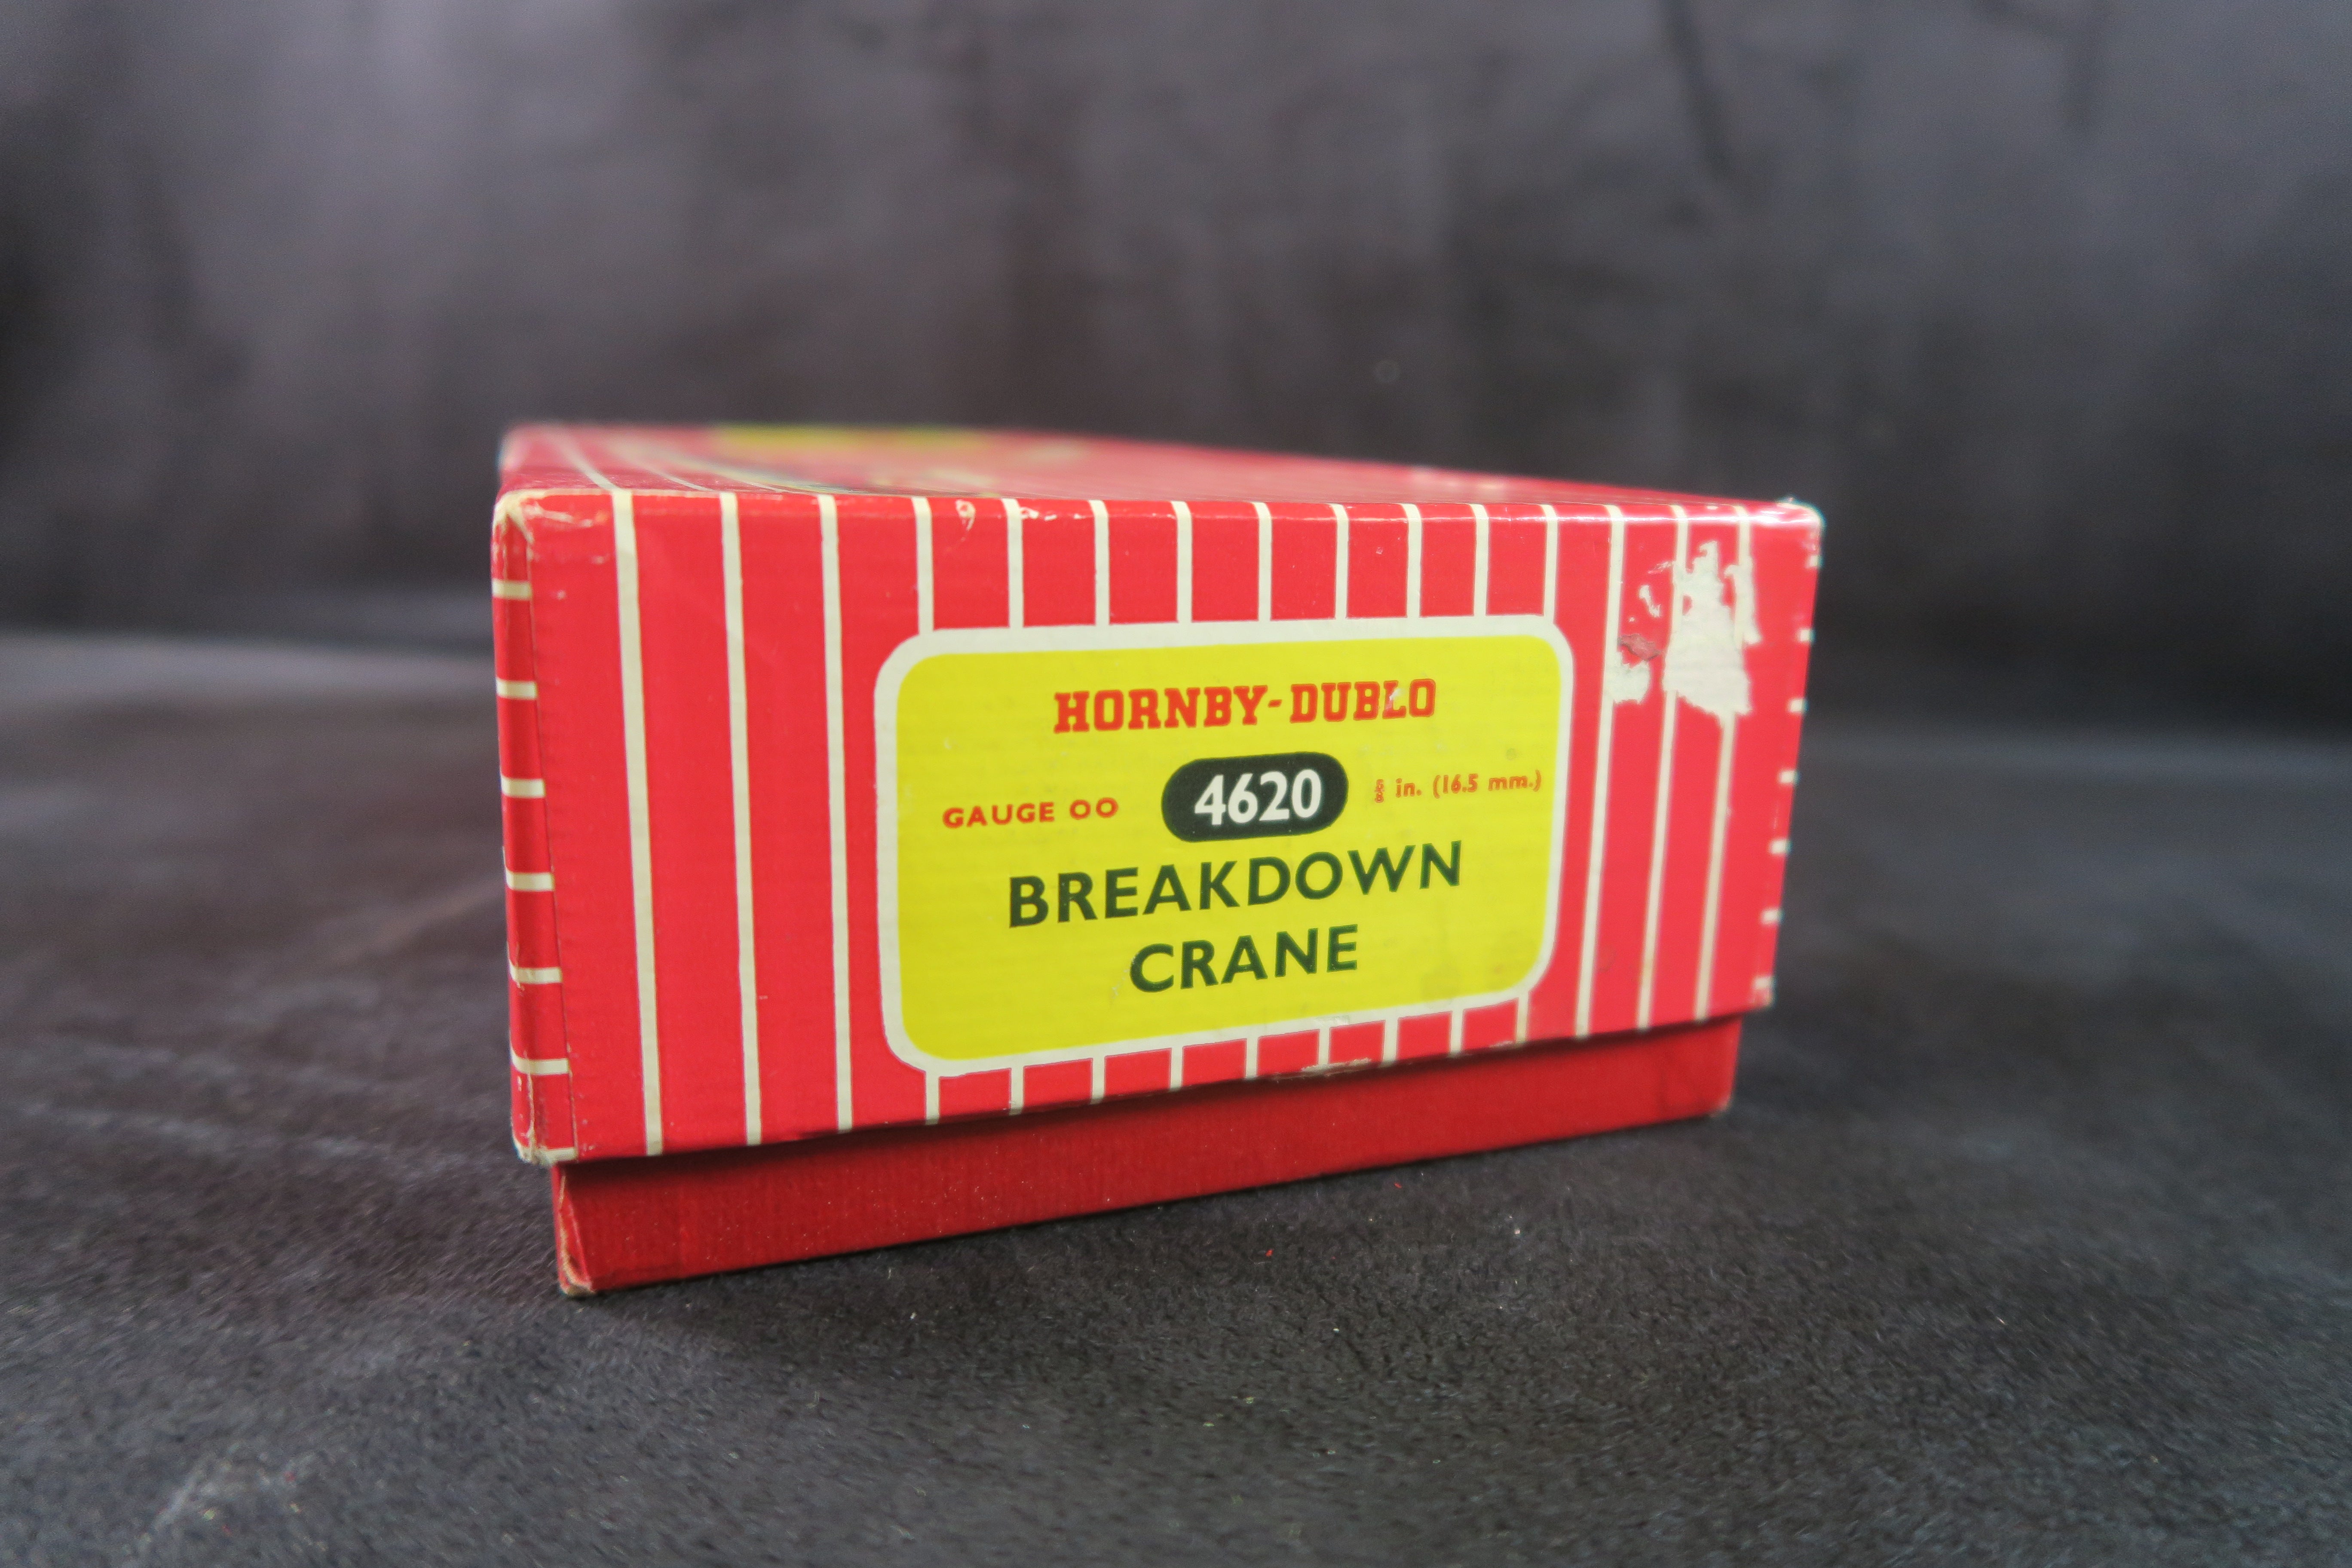 HORNBY-DUBLO
GAUGE OO 4620 ⅝ in. (16.5 mm.)
BREAKDOWN
CRANE